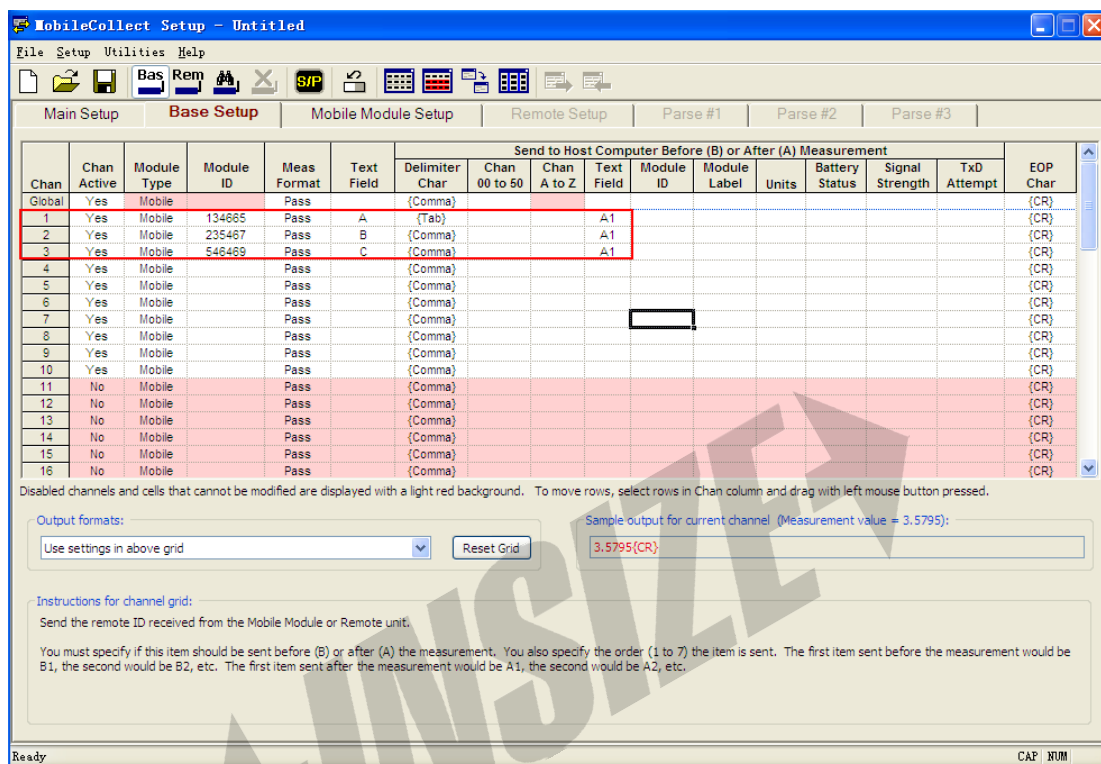 MobileCollect Setup - Untitled
File Setup Utilities Help
Bas Rem S/P
Main Setup Base Setup Mobile Module Setup Remote Setup Parse #1 Parse #2 Parse #3
Send to Host Computer Before (B) or After (A) Measurement
Chan Chan Active Module Type Module ID Meas Format Text Field Delimiter Char Chan 00 to 50 Chan A to Z Text Field Module ID Module Label Units Battery Status Signal Strength TxD Attempt EOP Char
Global Yes Mobile Pass {Comma} {CR}
1 Yes Mobile 134665 Pass A {Tab} A1 {CR}
2 Yes Mobile 235467 Pass B {Comma} A1 {CR}
3 Yes Mobile 546469 Pass C {Comma} A1 {CR}
4 Yes Mobile Pass {Comma} {CR}
5 Yes Mobile Pass {Comma} {CR}
6 Yes Mobile Pass {Comma} {CR}
7 Yes Mobile Pass {Comma} {CR}
8 Yes Mobile Pass {Comma} {CR}
9 Yes Mobile Pass {Comma} {CR}
10 Yes Mobile Pass {Comma} {CR}
11 No Mobile Pass {Comma} {CR}
12 No Mobile Pass {Comma} {CR}
13 No Mobile Pass {Comma} {CR}
14 No Mobile Pass {Comma} {CR}
15 No Mobile Pass {Comma} {CR}
16 No Mobile Pass {Comma} {CR}
Disabled channels and cells that cannot be modified are displayed with a light red background. To move rows, select rows in Chan column and drag with left mouse button pressed.
Output formats:
Use settings in above grid
Reset Grid
Sample output for current channel (Measurement value = 3.5795):
3.5795{CR}
Instructions for channel grid:
Send the remote ID received from the Mobile Module or Remote unit.
You must specify if this item should be sent before (B) or after (A) the measurement. You also specify the order (1 to 7) the item is sent. The first item sent before the measurement would be
B1, the second would be B2, etc. The first item sent after the measurement would be A1, the second would be A2, etc.
INSIZE
Ready CAP NUM